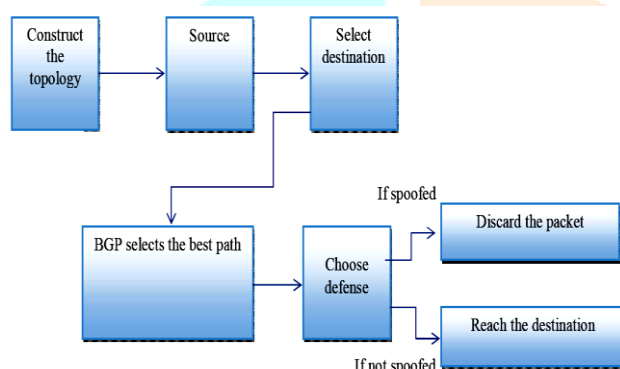 Construct
the
topology
Source
Select
destination
BGP selects the best path
Choose
defense
If spoofed
Discard the packet
Reach the destination
If not spoofed